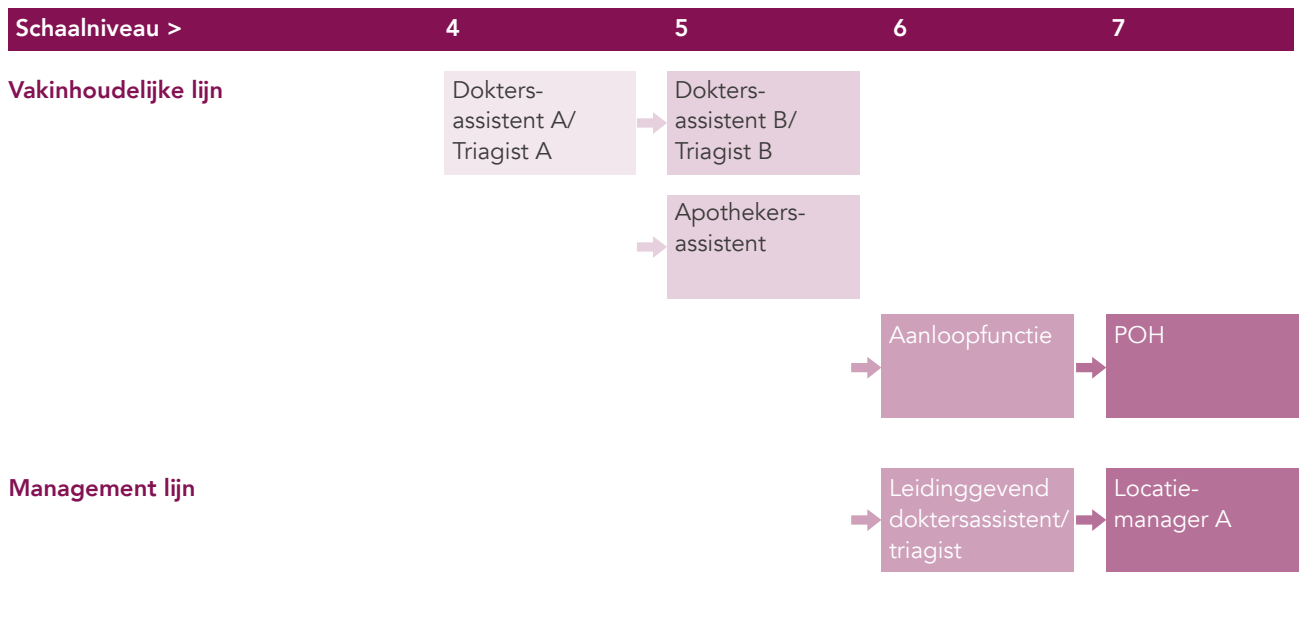 Schaalniveau > 4 5 6 7
Vakinhoudelijke lijn
Dokters-
assistent A/
Triagist A
Dokters-
assistent B/
Triagist B
Apothekers-
assistent
Aanloopfunctie
POH
Management lijn
Leidinggevend
doktersassistent/
triagist
Locatie-
manager A